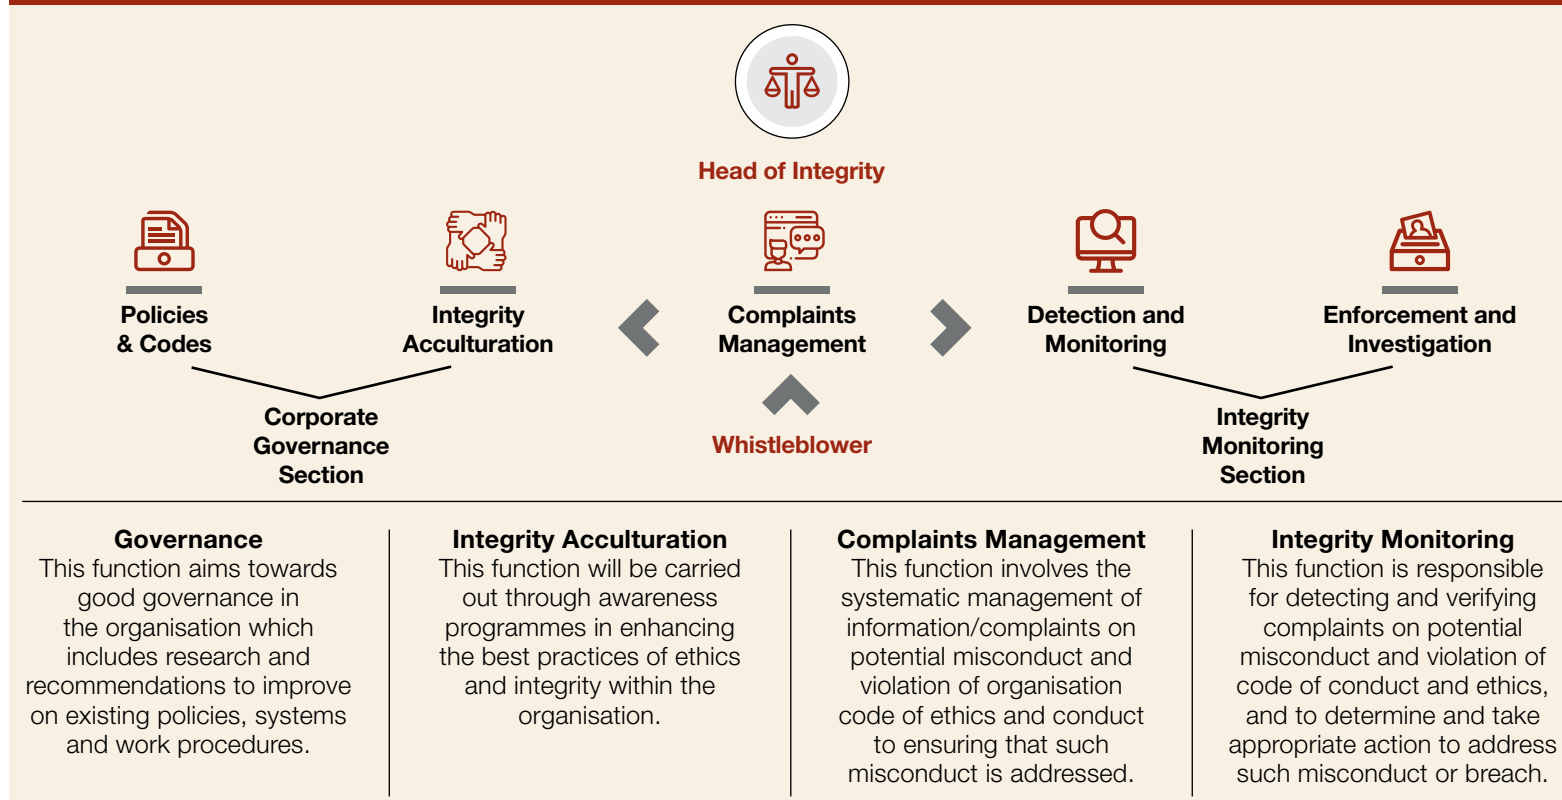 Head of Integrity
Policies
& Codes
Integrity
Acculturation
Complaints
Management
Detection and
Monitoring
Enforcement and
Investigation
Corporate
Governance
Section
Whistleblower
Integrity
Monitoring
Section
Governance
This function aims towards
good governance in
the organisation which
includes research and
recommendations to improve
on existing policies, systems
and work procedures.
Integrity Acculturation
This function will be carried
out through awareness
programmes in enhancing
the best practices of ethics
and integrity within the
organisation.
Complaints Management
This function involves the
systematic management of
information/complaints on
potential misconduct and
violation of organisation
code of ethics and conduct
to ensuring that such
misconduct is addressed.
Integrity Monitoring
This function is responsible
for detecting and verifying
complaints on potential
misconduct and violation of
code of conduct and ethics,
and to determine and take
appropriate action to address
such misconduct or breach.